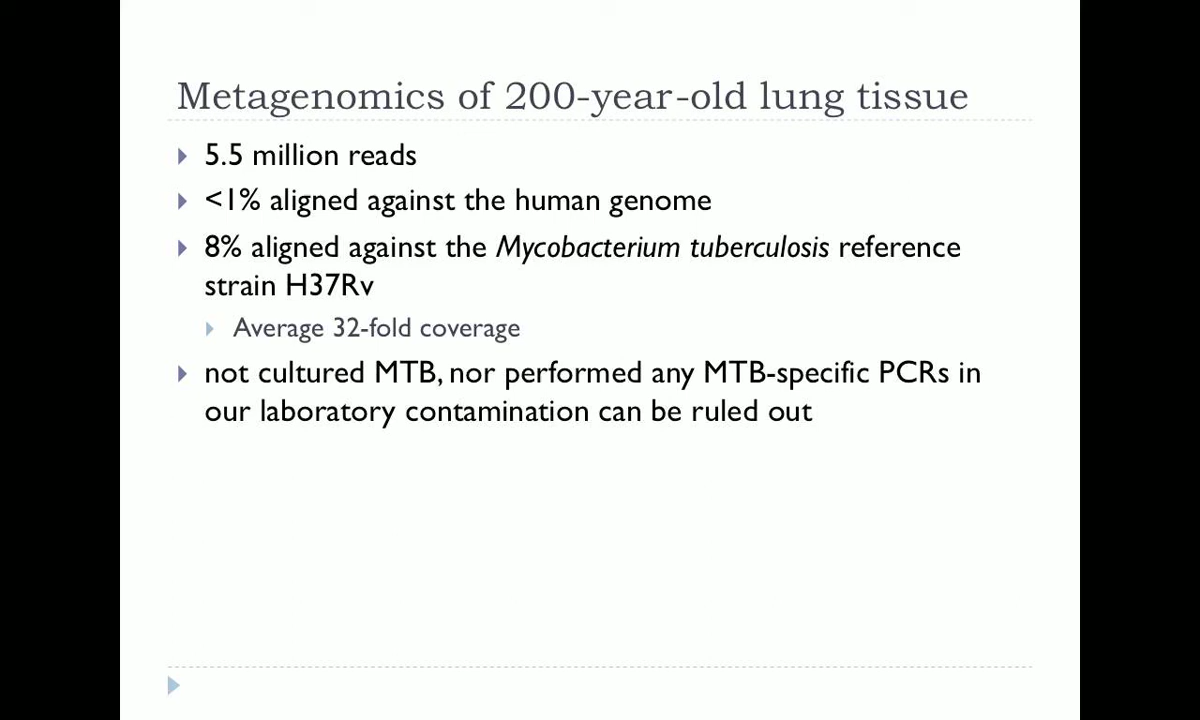 Metagenomics of 200-year-old lung tissue
5.5 million reads
<1% aligned against the human genome
8% aligned against the Mycobacterium tuberculosis reference
strain H37Rv
Average 32-fold coverage
not cultured MTB, nor performed any MTB-specific PCRs in
our laboratory contamination can be ruled out